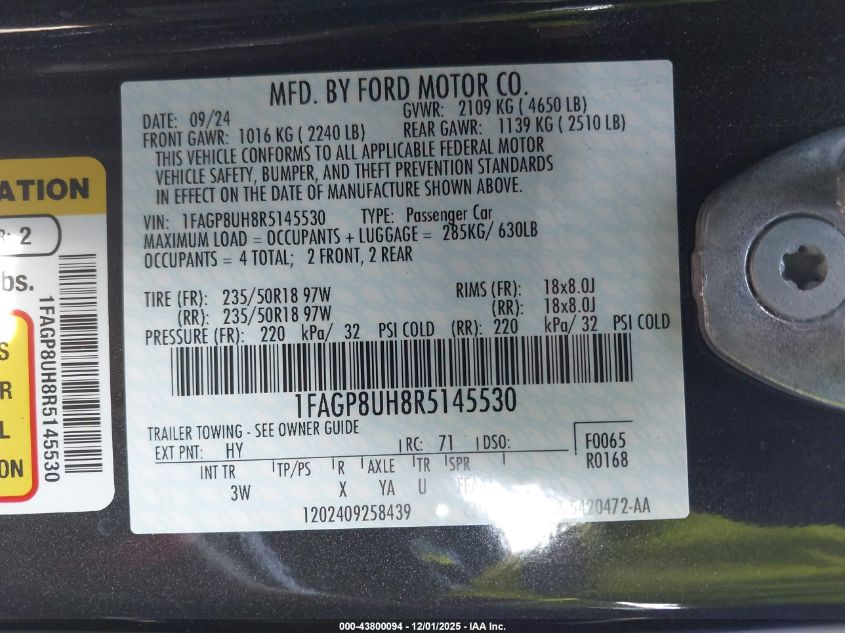 MFD. BY FORD MOTOR CO.
DATE: 09/24 GVWR: 2109 KG ( 4650 LB)
FRONT GAWR: 1016 KG ( 2240 LB) REAR GAWR: 1139 KG ( 2510 LB)
THIS VEHICLE CONFORMS TO ALL APPLICABLE FEDERAL MOTOR
VEHICLE SAFETY, BUMPER, AND THEFT PREVENTION STANDARDS
IN EFFECT ON THE DATE OF MANUFACTURE SHOWN ABOVE.
VIN: 1FAGP8UH8R5145530 TYPE: Passenger Car
MAXIMUM LOAD = OCCUPANTS + LUGGAGE = 285KG/ 630LB
OCCUPANTS = 4 TOTAL; 2 FRONT, 2 REAR
TIRE (FR): 235/50R18 97W RIMS (FR): 18x8.0J
(RR): 235/50R18 97W (RR): 18x8.0J
PRESSURE (FR): 220 kPa/ 32 PSI COLD (RR): 220 kPa/ 32 PSI COLD
1FAGP8UH8R5145530
TRAILER TOWING - SEE OWNER GUIDE
EXT PNT: HY RC: 71 DSO: F0065
R0168
INT TR TP/PS R AXLE TR SPR
3W X YA U
1202409258439 5420472-AA
ATION
2
bs.
1FAGP8UH8R5145530
S
R
L
ON
000-43800094 - 12/01/2025 - IAA Inc.